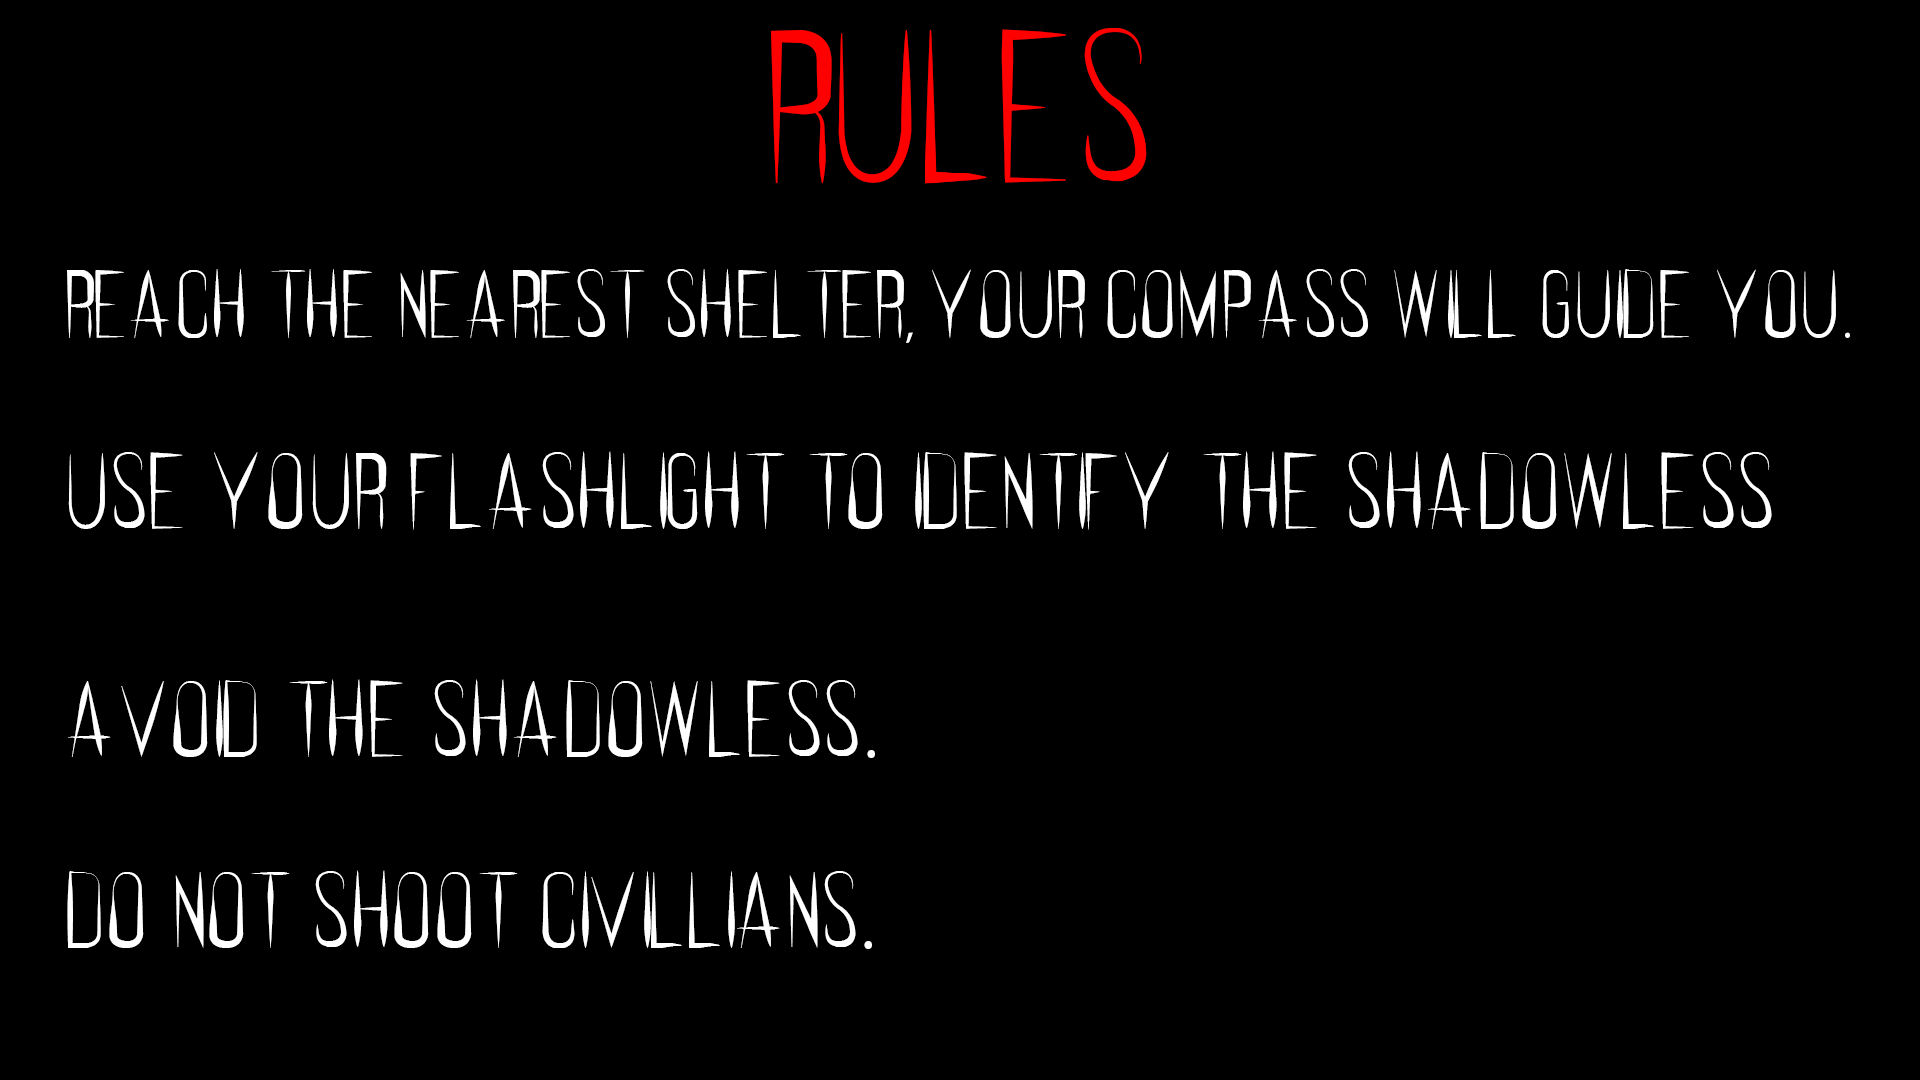 RULES
REACH THE NEAREST SHELTER, YOUR COMPASS WILL GUIDE YOU.
USE YOUR FLASHLIGHT TO IDENTIFY THE SHADOWLESS
AVOID THE SHADOWLESS.
DO NOT SHOOT CIVILLIANS.